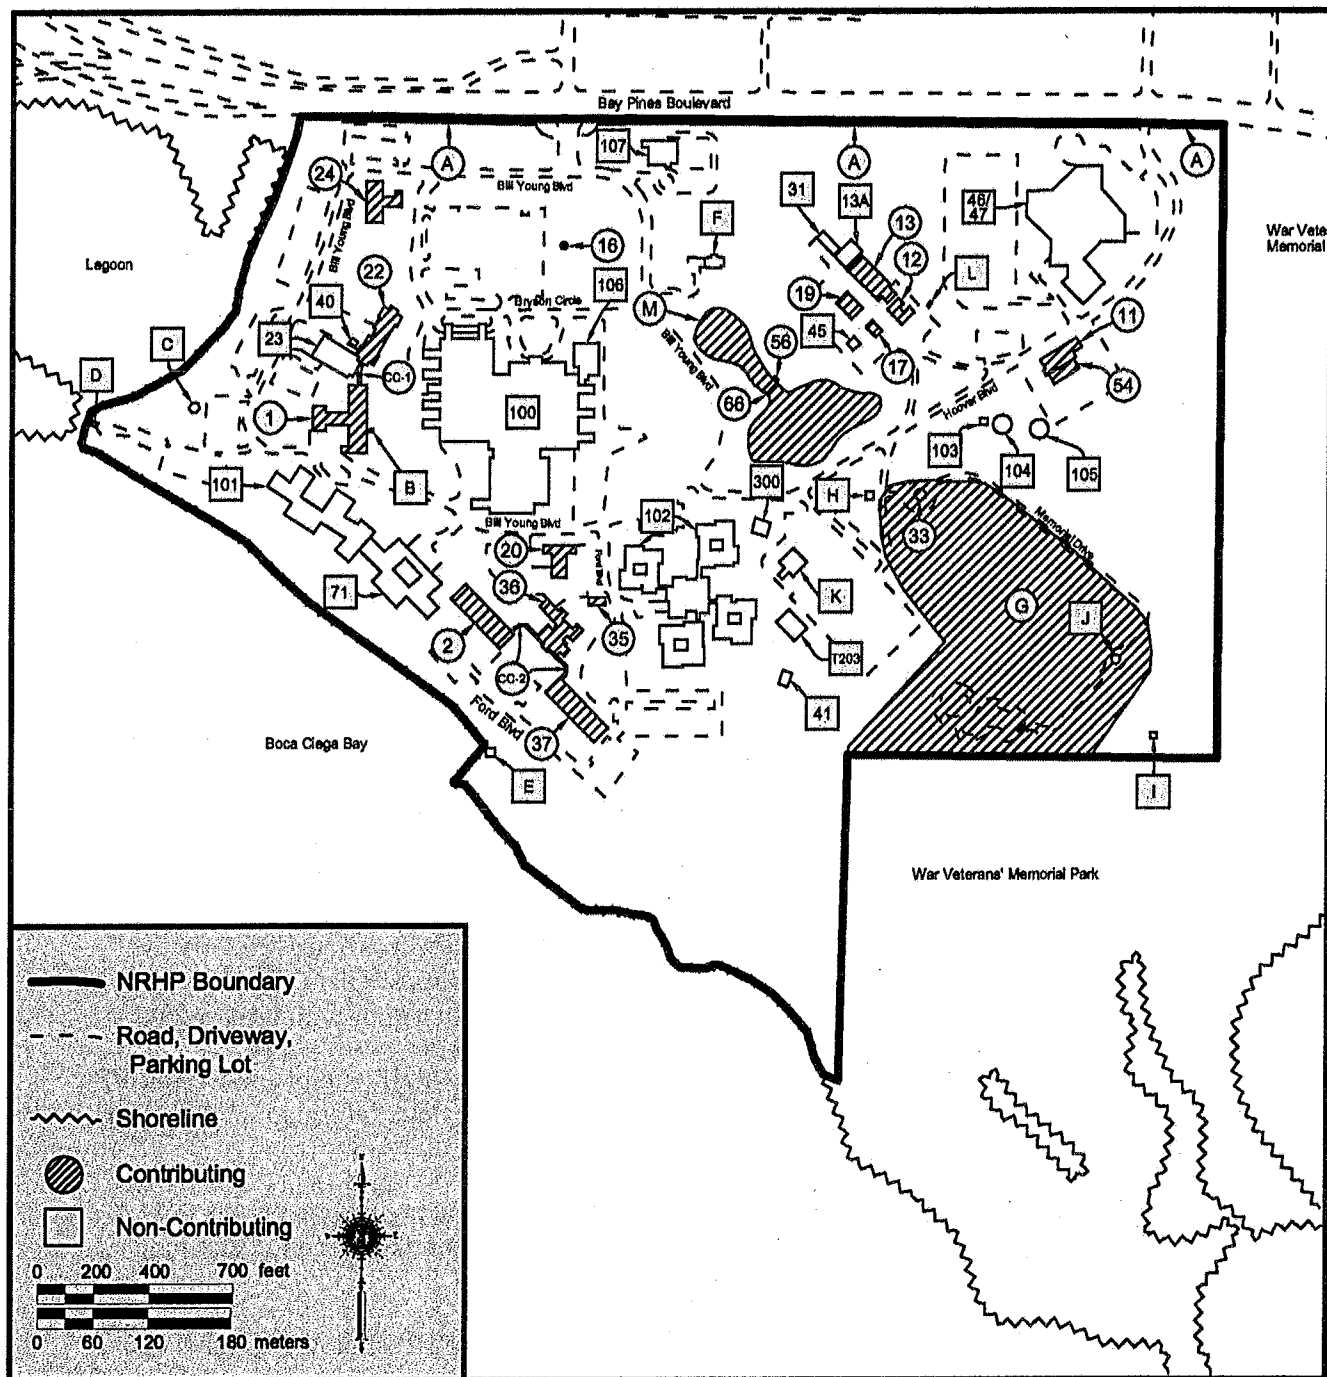 Bay Pines Boulevard
A
A
A
107
24
Bill Young Blvd
31
13A
13
46/
47
F
12
War Vete
Memorial
Lagoon
Bill Young Blvd
16
22
106
L
40
Bryson Circle
19
M
11
23
45
56
C
Bill Young Blvd
17
CC-1
D
54
66
Hoover Blvd
1
100
103
104
105
101
B
300
H
Bill Young Blvd
102
33
Memorial Drive
20
Ford Blvd
36
71
K
G
2
35
J
T203
CC-2
Ford Blvd
41
37
Boca Ciega Bay
E
I
War Veterans' Memorial Park
NRHP Boundary
Road, Driveway,
Parking Lot
Shoreline
Contributing
Non-Contributing
0 200 400 700 feet
0 60 120 180 meters